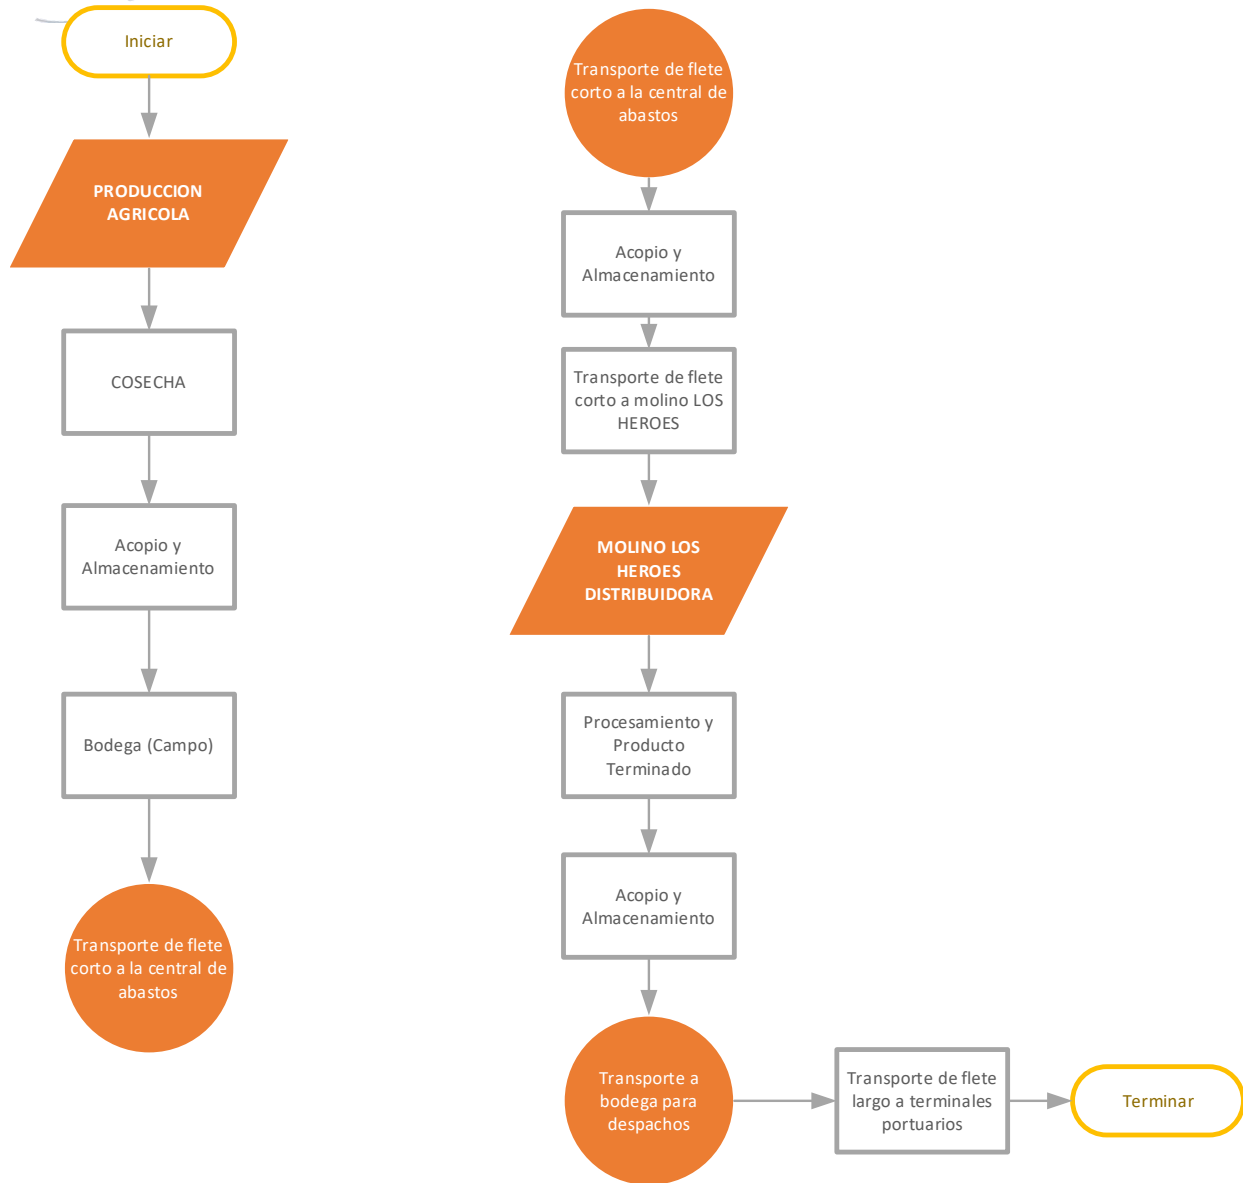 Iniciar
PRODUCCION
AGRICOLA
COSECHA
Acopio y
Almacenamiento
Bodega (Campo)
Transporte de flete
corto a la central de
abastos
Transporte de flete
corto a la central de
abastos
Acopio y
Almacenamiento
Transporte de flete
corto a molino LOS
HEROES
MOLINO LOS
HEROES
DISTRIBUIDORA
Procesamiento y
Producto
Terminado
Acopio y
Almacenamiento
Transporte a
bodega para
despachos
Transporte de flete
largo a terminales
portuarios
Terminar